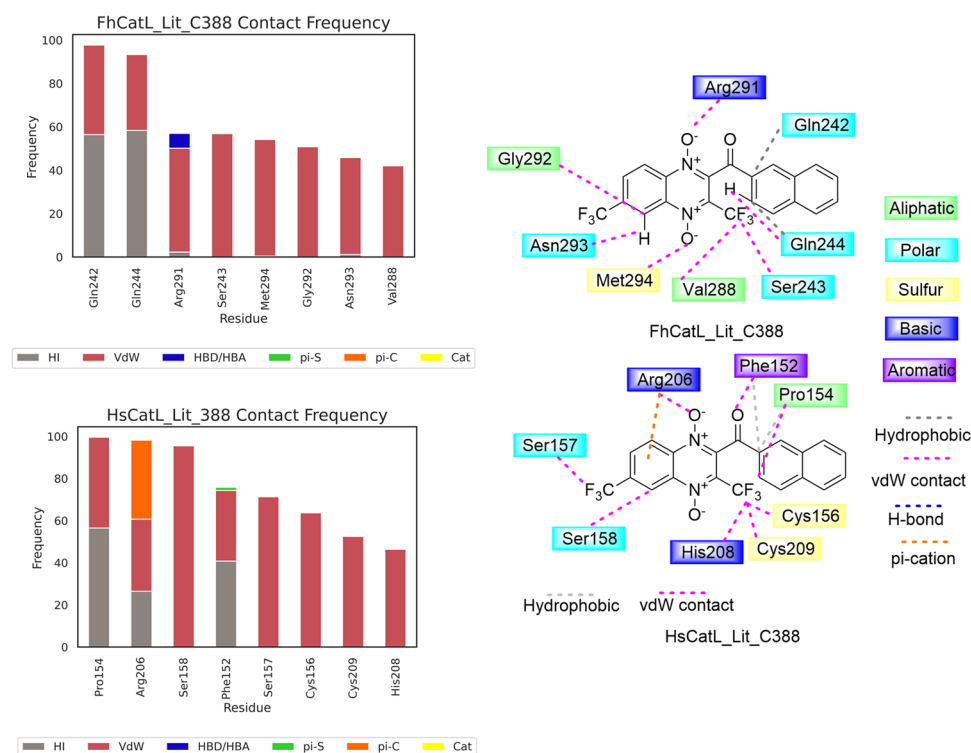 FhCatL_Lit_C388 Contact Frequency
100
80
60
40
20
0
Frequency
Gln242
Gln244
Arg291
Ser243
Met294
Gly292
Asn293
Val288
Residue
HI VdW HBD/HBA pi-S pi-C Cat
HsCatL_Lit_388 Contact Frequency
100
80
60
40
20
0
Frequency
Pro154
Arg206
Ser158
Phe152
Ser157
Cys156
Cys209
His208
Residue
HI VdW HBD/HBA pi-S pi-C Cat
Arg291
Gln242
Gly292
O-
O
N+
H
F3C
N+
CF3
H
O-
Asn293
Gln244
Met294
Val288
Ser243
FhCatL_Lit_C388
Phe152
Arg206
Pro154
O-
O
Ser157
N+
F3C
N+
CF3
O-
Cys156
Ser158
His208
Cys209
Hydrophobic
vdW contact
HsCatL_Lit_C388
Aliphatic
Polar
Sulfur
Basic
Aromatic
Hydrophobic
vdW contact
H-bond
pi-cation